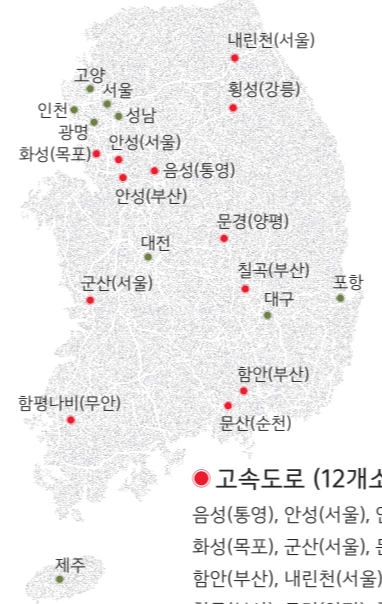 내린천(서울)
고양
서울
횡성(강릉)
인천
성남
광명
안성(서울)
화성(목포)
음성(통영)
안성(부산)
문경(양평)
대전
칠곡(부산)
군산(서울)
포항
대구
함안(부산)
함평나비(무안)
문산(순천)
고속도로 (12개소
음성(통영), 안성(서울),
화성(목포), 군산(서울),
함안(부산), 내린천(서울)
제주